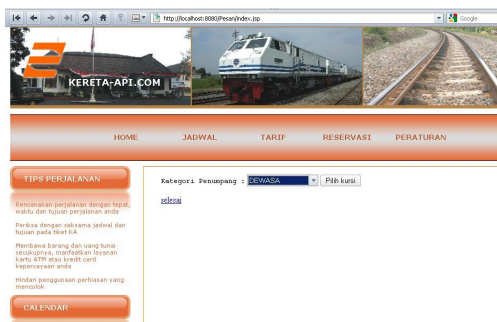 http://localhost:8080/Pesan/index.jsp
Google
KERETA-API.COM
HOME JADWAL TARIF RESERVASI PERATURAN
TIPS PERJALANAN
Kategori Penumpang : DEWASA Pilih kursi
selesai
Rencanakan perjalanan dengan tepat,
waktu dan tujuan perjalanan anda
Periksa dengan seksama jadwal dan
tujuan pada tiket KA
Membawa barang dan uang tunai
secukupnya, manfaatkan layanan
kartu ATM atau kredit card
kepercayaan anda
Hindari penggunaan perhiasan yang
mencolok
CALENDAR